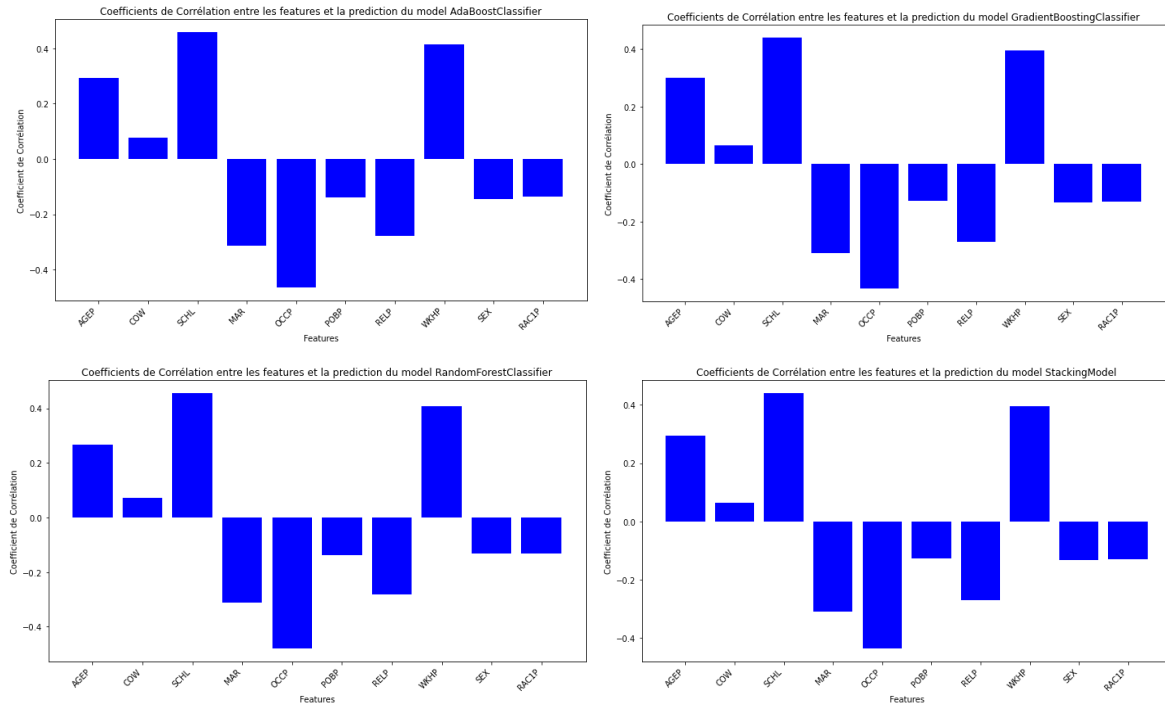 Coefficients de Corrélation entre les features et la prediction du model AdaBoostClassifier
0.4
0.2
0.0
−0.2
−0.4
Coefficient de Corrélation
AGEP
COW
SCHL
MAR
OCCP
POBP
RELP
WKHP
SEX
RAC1P
Features
Coefficients de Corrélation entre les features et la prediction du model GradientBoostingClassifier
0.4
0.2
0.0
−0.2
−0.4
Coefficient de Corrélation
AGEP
COW
SCHL
MAR
OCCP
POBP
RELP
WKHP
SEX
RAC1P
Features
Coefficients de Corrélation entre les features et la prediction du model RandomForestClassifier
0.4
0.2
0.0
−0.2
−0.4
Coefficient de Corrélation
AGEP
COW
SCHL
MAR
OCCP
POBP
RELP
WKHP
SEX
RAC1P
Features
Coefficients de Corrélation entre les features et la prediction du model StackingModel
0.4
0.2
0.0
−0.2
−0.4
Coefficient de Corrélation
AGEP
COW
SCHL
MAR
OCCP
POBP
RELP
WKHP
SEX
RAC1P
Features